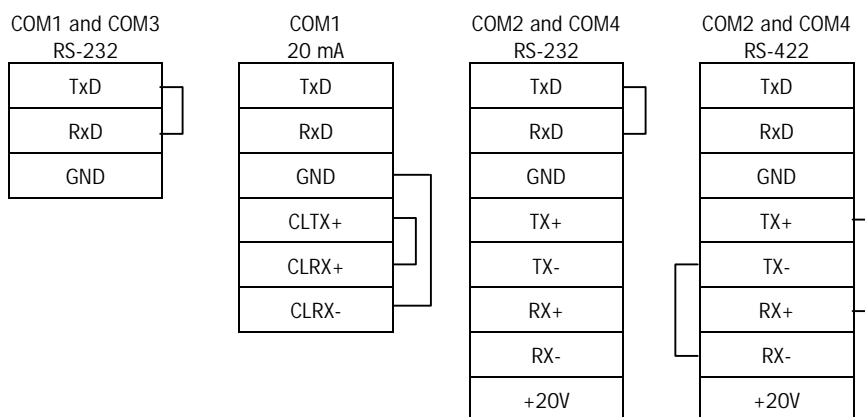 COM1 and COM3
RS-232
TxD
RxD
GND
COM1
20 mA
TxD
RxD
GND
CLTX+
CLRX+
CLRX-
COM2 and COM4
RS-232
TxD
RxD
GND
TX+
TX-
RX+
RX-
+20V
COM2 and COM4
RS-422
TxD
RxD
GND
TX+
TX-
RX+
RX-
+20V